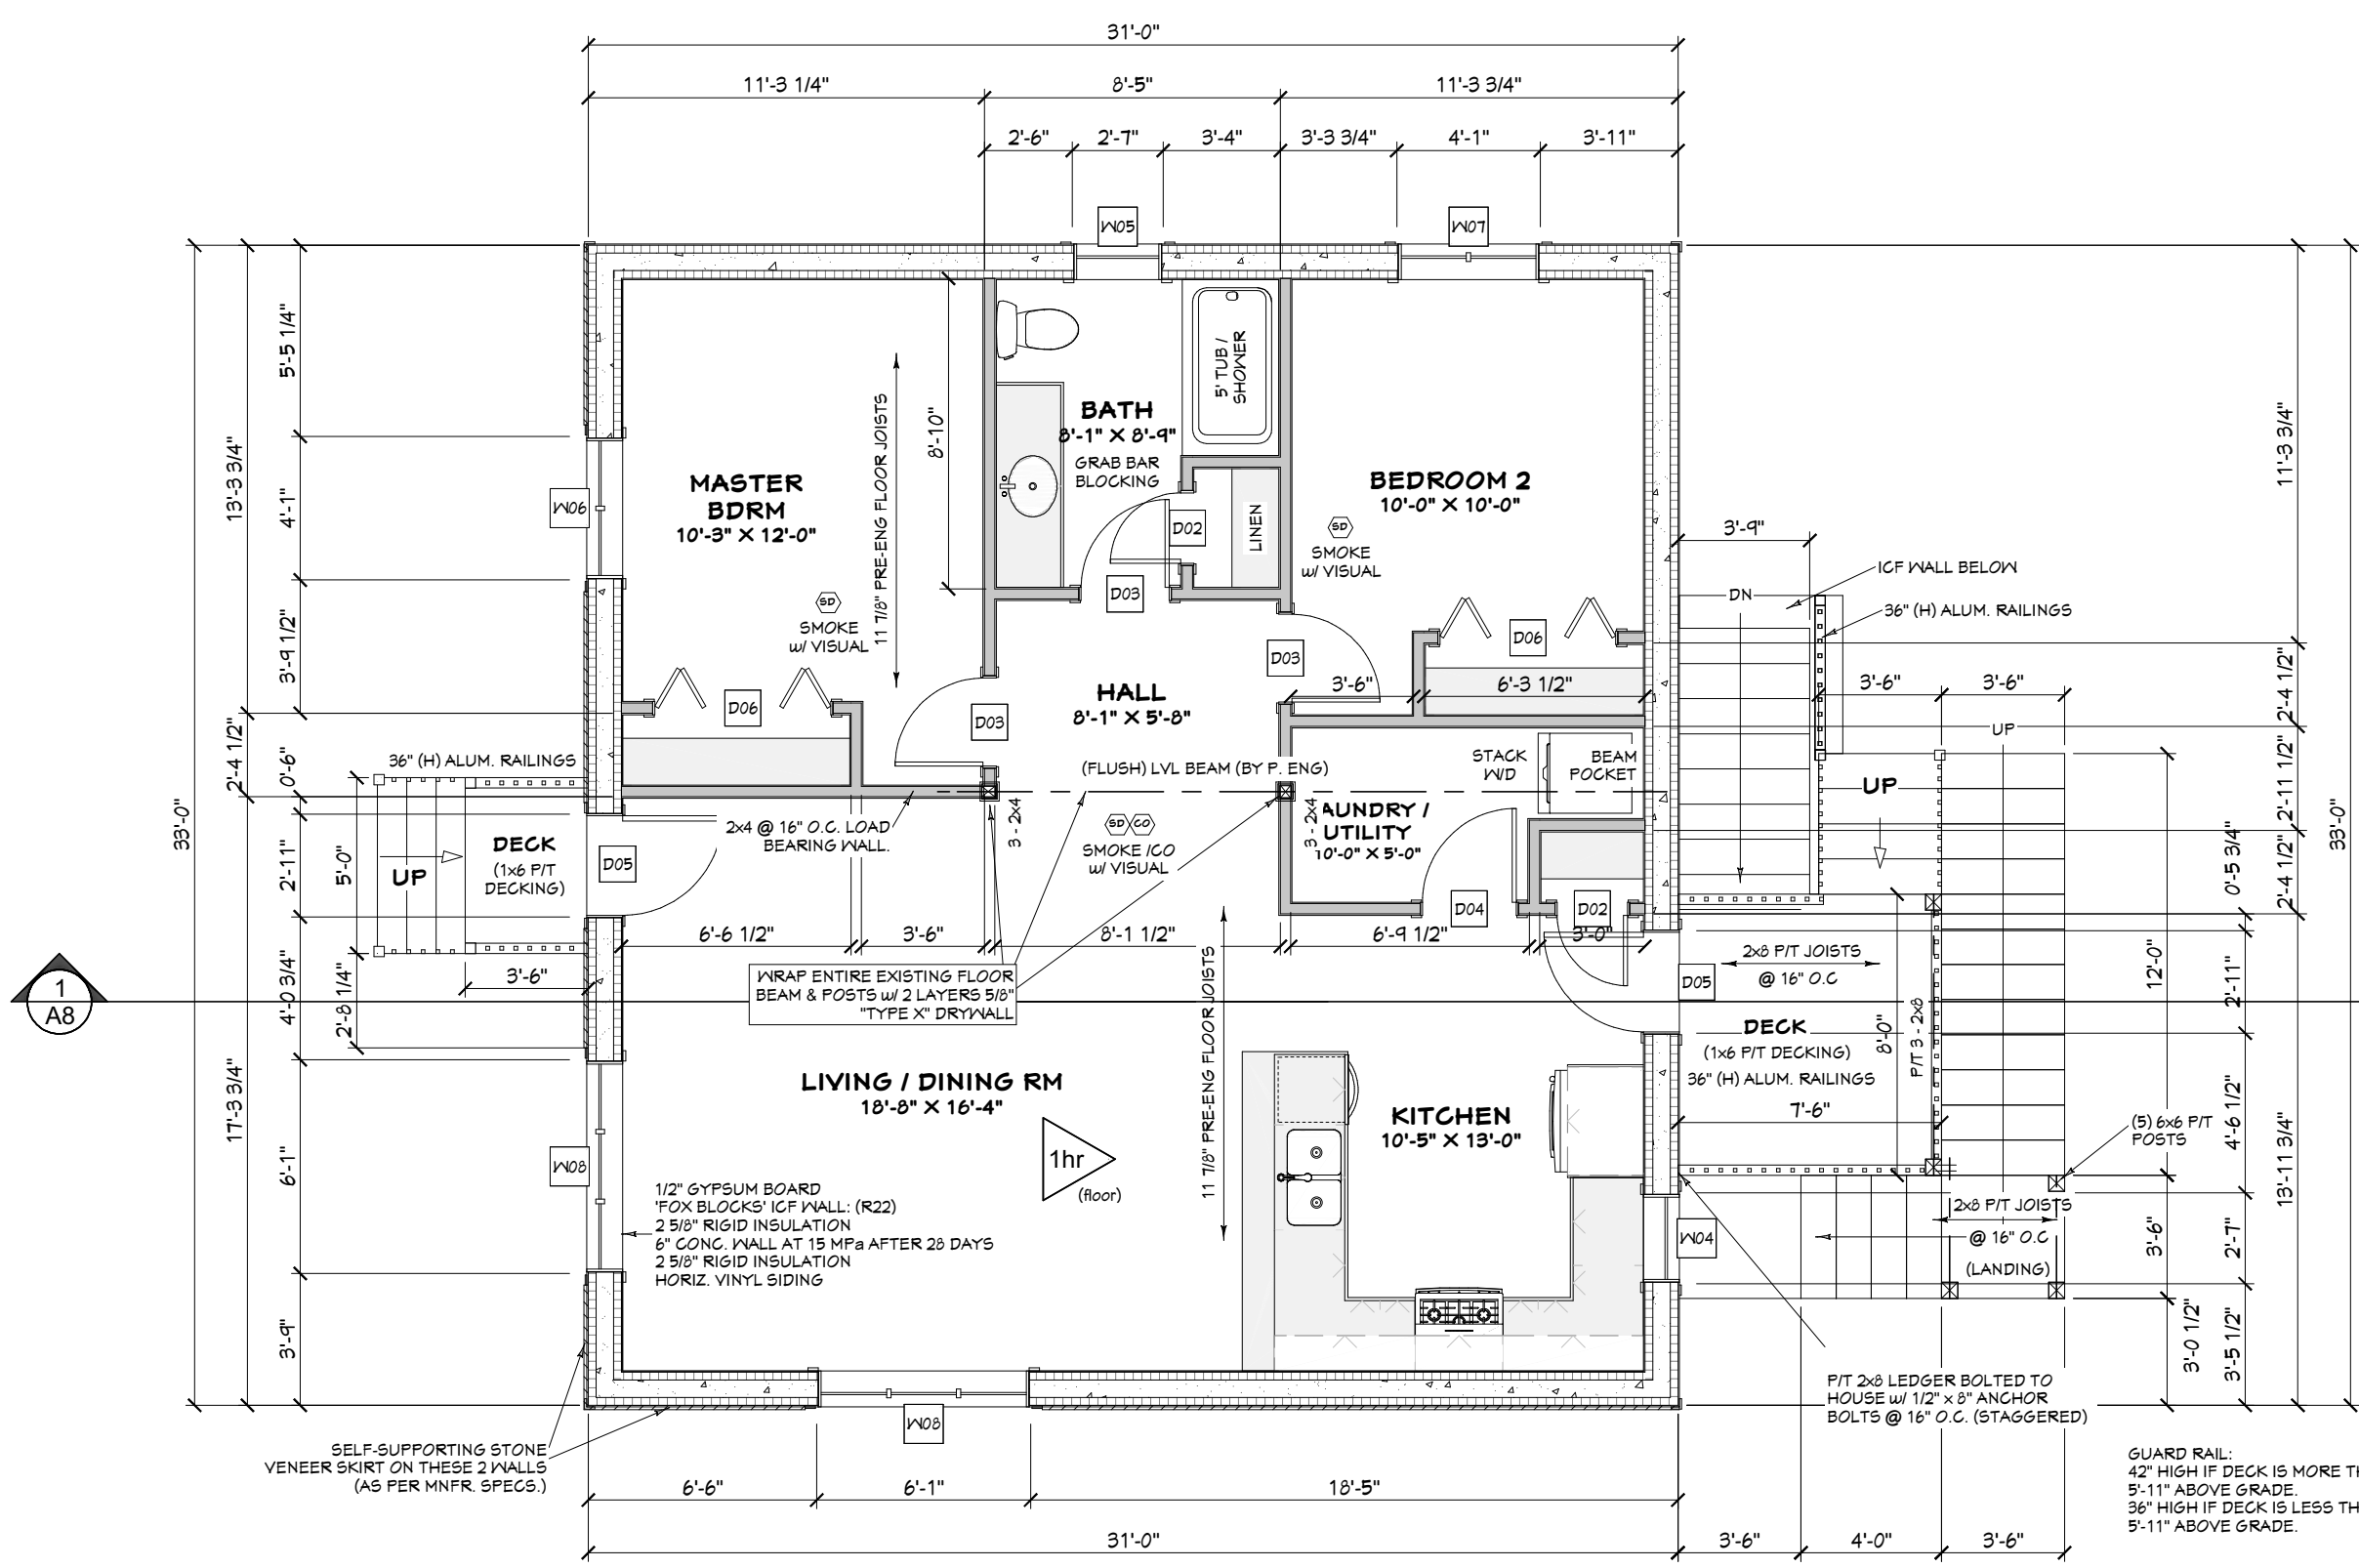 31'-0"
11'-3 1/4"
8'-5"
11'-3 3/4"
2'-6"
2'-7"
3'-4"
3'-3 3/4"
4'-1"
3'-11"
W05
W07
33'-0"
13'-3 3/4"
2'-4 1/2"
17'-3 3/4"
5'-5 1/4"
4'-1"
3'-9 1/2"
0'-6"
2'-11"
4'-0 3/4"
6'-1"
3'-9"
5'-0"
2'-8 1/4"
W06
MASTER
BDRM
10'-3" X 12'-0"
SD
SMOKE
w/ VISUAL
11 7/8" PRE-ENG FLOOR JOISTS
8'-10"
BATH
8'-1" X 8'-9"
GRAB BAR
BLOCKING
5' TUB /
SHOWER
D02
LINEN
D03
BEDROOM 2
10'-0" X 10'-0"
SD
SMOKE
w/ VISUAL
D06
D03
3'-6"
6'-3 1/2"
D06
D03
HALL
8'-1" X 5'-8"
(FLUSH) LVL BEAM (BY P. ENG)
STACK
W/D
BEAM
POCKET
36" (H) ALUM. RAILINGS
UP
DECK
(1x6 P/T
DECKING)
D05
2x4 @ 16" O.C. LOAD
BEARING WALL.
3 - 2x4
SD
CO
SMOKE /CO
w/ VISUAL
3 - 2x4
AUNDRY /
UTILITY
10'-0" X 5'-0"
D04
D02
3'-6"
6'-6 1/2"
3'-6"
8'-1 1/2"
6'-9 1/2"
3'-0"
1
A8
WRAP ENTIRE EXISTING FLOOR
BEAM & POSTS w/ 2 LAYERS 5/8"
"TYPE X" DRYWALL
11 7/8" PRE-ENG FLOOR JOISTS
LIVING / DINING RM
18'-8" X 16'-4"
1hr
(floor)
KITCHEN
10'-5" X 13'-0"
W08
1/2" GYPSUM BOARD
'FOX BLOCKS' ICF WALL: (R22)
2 5/8" RIGID INSULATION
6" CONC. WALL AT 15 MPa AFTER 28 DAYS
2 5/8" RIGID INSULATION
HORIZ. VINYL SIDING
W04
W08
SELF-SUPPORTING STONE
VENEER SKIRT ON THESE 2 WALLS
(AS PER MNFR. SPECS.)
6'-6"
6'-1"
18'-5"
31'-0"
3'-6"
4'-0"
3'-6"
3'-9"
ICF WALL BELOW
DN
36" (H) ALUM. RAILINGS
3'-6"
3'-6"
UP
UP
D05
2x8 P/T JOISTS
@ 16" O.C
DECK
(1x6 P/T DECKING)
36" (H) ALUM. RAILINGS
7'-6"
8'-0"
P/T 3 - 2x8
(5) 6x6 P/T
POSTS
2x8 P/T JOISTS
@ 16" O.C
(LANDING)
12'-0"
3'-6"
3'-0 1/2"
0'-5 3/4"
2'-11"
4'-6 1/2"
2'-7"
3'-5 1/2"
11'-3 3/4"
2'-4 1/2"
2'-11 1/2"
2'-4 1/2"
13'-11 3/4"
33'-0"
P/T 2x8 LEDGER BOLTED TO
HOUSE w/ 1/2" x 8" ANCHOR
BOLTS @ 16" O.C. (STAGGERED)
GUARD RAIL:
42" HIGH IF DECK IS MORE TH
5'-11" ABOVE GRADE.
36" HIGH IF DECK IS LESS TH
5'-11" ABOVE GRADE.